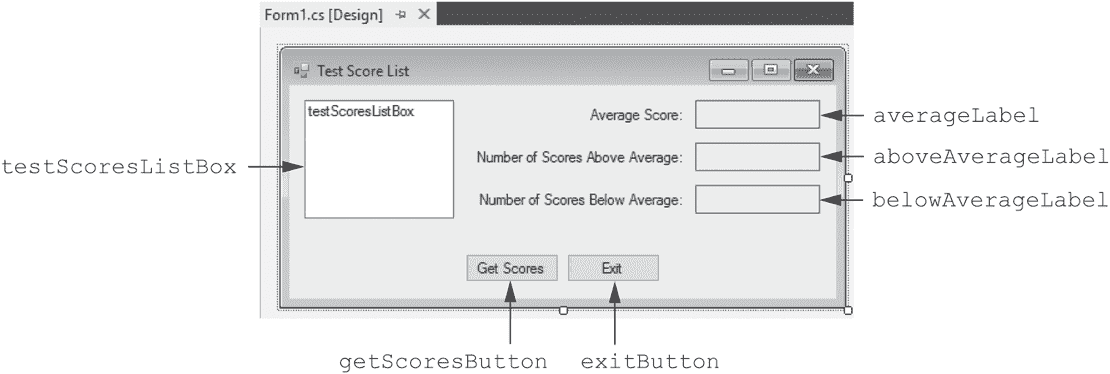 Form1.cs [Design]
Test Score List
testScoresListBox
Average Score:
averageLabel
testScoresListBox
Number of Scores Above Average:
aboveAverageLabel
Number of Scores Below Average:
belowAverageLabel
Get Scores
Exit
getScoresButton
exitButton